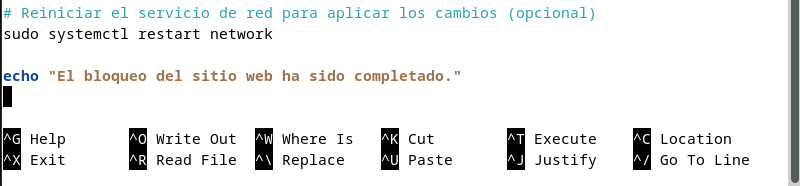 # Reiniciar el servicio de red para aplicar los cambios (opcional)
sudo systemctl restart network
echo "El bloqueo del sitio web ha sido completado."
^G Help ^O Write Out ^W Where Is ^K Cut ^T Execute ^C Location
^X Exit ^R Read File ^\ Replace ^U Paste ^J Justify ^/ Go To Line